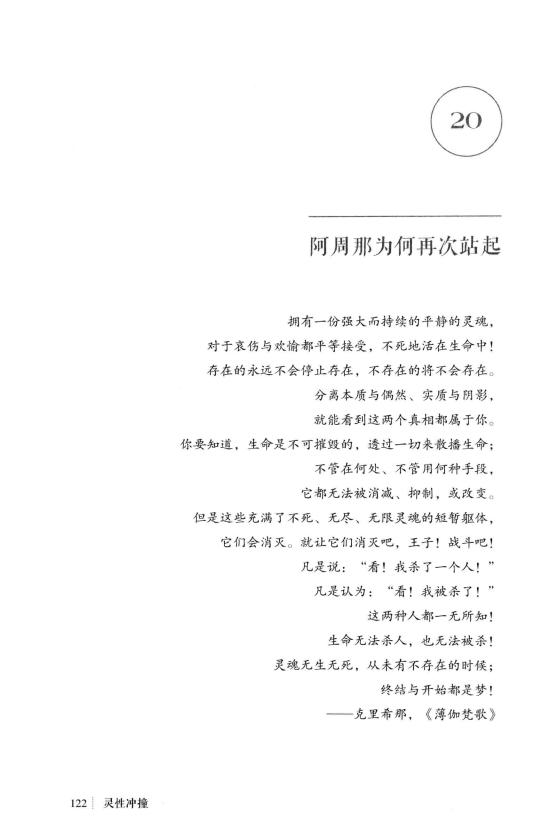 20
阿周那为何再次站起
拥有一份强大而持续的平静的灵魂，
对于哀伤与欢愉都平等接受，不死地活在生命中！
存在的永远不会停止存在，不存在的将不会存在。
分离本质与偶然、实质与阴影，
就能看到这两个真相都属于你。
你要知道，生命是不可摧毁的，透过一切来散播生命；
不管在何处、不管用何种手段，
它都无法被消减、抑制，或改变。
但是这些充满了不死、无尽、无限灵魂的短暂躯体，
它们会消灭。就让它们消灭吧，王子！战斗吧！
凡是说：“看！我杀了一个人！”
凡是认为：“看！我被杀了！”
这两种人都一无所知！
生命无法杀人，也无法被杀！
灵魂无生无死，从未有不存在的时候；
终结与开始都是梦！
——克里希那，《薄伽梵歌》
122 | 灵性冲撞